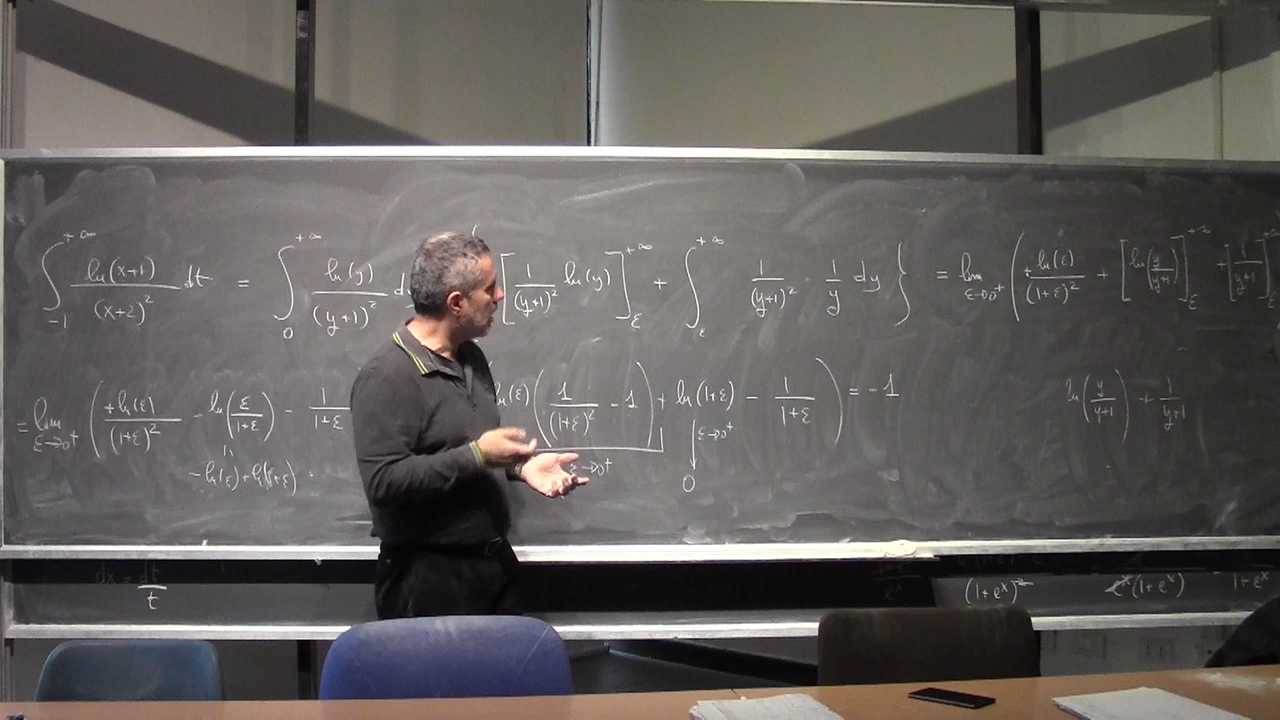 ∫_{-1}^{+∞} ln(x+1)/(x+2)² dt = ∫_0^{+∞} ln(y)/(y+1)² d [1/(y+1)² ln(y)]_ε^{+∞} + ∫_ε^{+∞} 1/(y+1)² · 1/y dy } = lim_{ε→0⁺} ( +ln(ε)/(1+ε)² + [ln(y/(y+1))]_ε + [1/(y+1)]
= lim_{ε→0⁺} ( +ln(ε)/(1+ε)² - ln(ε/(1+ε)) - 1/(1+ε) ln(ε)(1/(1+ε)² - 1) + ln(1+ε) - 1/(1+ε) ) = -1 ln(y/(y+1)) + 1/(y+1)
-ln(ε)+ln(1+ε) ε→0⁺ ↓ ε→0⁺ 0
dx = dt/t (1+e^x)² e^x(1+e^x) - 1+e^x